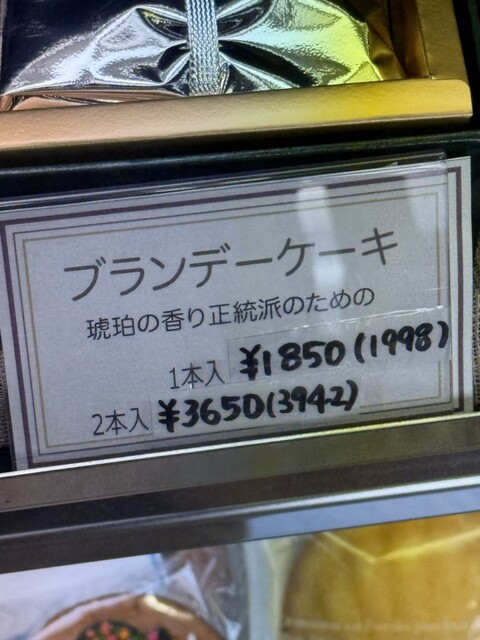 ブランデーケーキ
琥珀の香り正統派のための
1本入 ¥1850(1998)
2本入 ¥3650(3942)